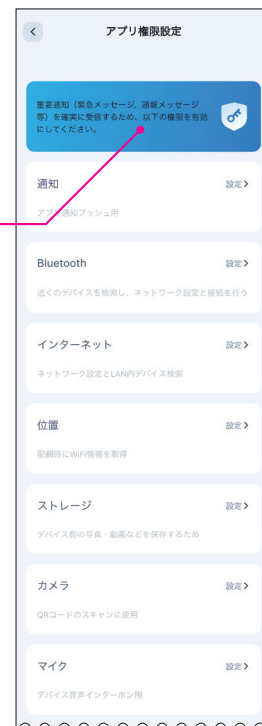 アプリ権限設定
重要通知（緊急メッセージ、通報メッセージ
等）を確実に受信するため、以下の権限を有効
にしてください。
通知 設定
アプリ通知プッシュ用
Bluetooth 設定
近くのデバイスを検索し、ネットワーク設定と接続を行う
インターネット 設定
ネットワーク設定とLAN内デバイス検索
位置 設定
配網時にWiFi情報を取得
ストレージ 設定
デバイス側の写真・動画などを保存するため
カメラ 設定
QRコードのスキャンに使用
マイク 設定
デバイス音声インターホン用